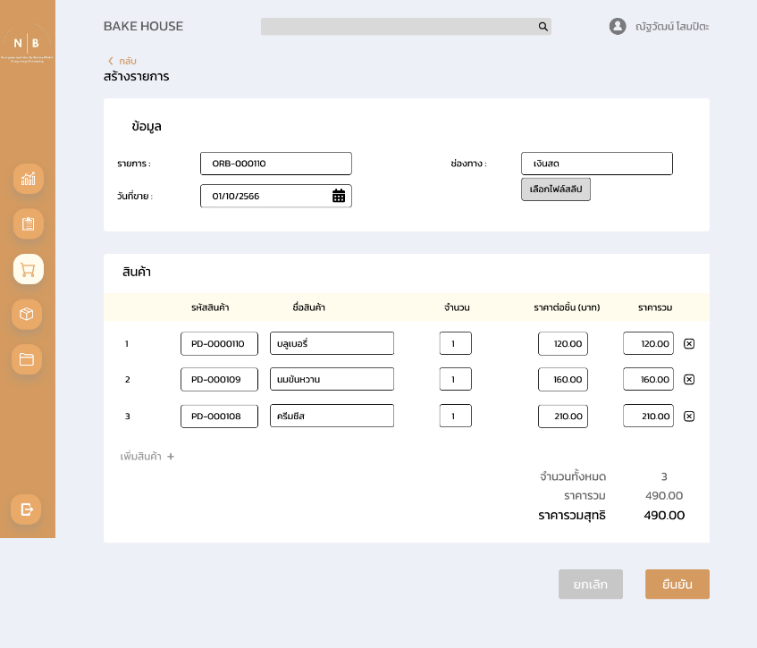 BAKE HOUSE
ณัฐวัฒน์ โสมปิตะ
N B
กลับ
สร้างรายการ
ข้อมูล
รายการ : ORB-000110 ช่องทาง : เงินสด
เลือกไฟล์สลิป
วันที่ขาย : 01/10/2566
สินค้า
รหัสสินค้า ชื่อสินค้า จำนวน ราคาต่อชิ้น (บาท) ราคารวม
1 PD-0000110 บลูเบอรี่ 1 120.00 120.00
2 PD-000109 นมข้นหวาน 1 160.00 160.00
3 PD-000108 ครีมชีส 1 210.00 210.00
เพิ่มสินค้า +
จำนวนทั้งหมด 3
ราคารวม 490.00
ราคารวมสุทธิ 490.00
ยกเลิก ยืนยัน